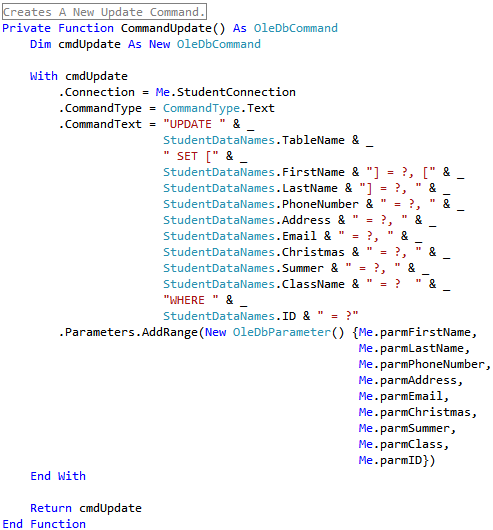 Creates A New Update Command.
Private Function CommandUpdate() As OleDbCommand
    Dim cmdUpdate As New OleDbCommand

    With cmdUpdate
        .Connection = Me.StudentConnection
        .CommandType = CommandType.Text
        .CommandText = "UPDATE " & _
                       StudentDataNames.TableName & _
                       " SET [" & _
                       StudentDataNames.FirstName & "] = ?, [" & _
                       StudentDataNames.LastName & "] = ?, " & _
                       StudentDataNames.PhoneNumber & " = ?, " & _
                       StudentDataNames.Address & " = ?, " & _
                       StudentDataNames.Email & " = ?, " & _
                       StudentDataNames.Christmas & " = ?, " & _
                       StudentDataNames.Summer & " = ?, " & _
                       StudentDataNames.ClassName & " = ?  " & _
                       "WHERE " & _
                       StudentDataNames.ID & " = ?"
        .Parameters.AddRange(New OleDbParameter() {Me.parmFirstName,
                                                   Me.parmLastName,
                                                   Me.parmPhoneNumber,
                                                   Me.parmAddress,
                                                   Me.parmEmail,
                                                   Me.parmChristmas,
                                                   Me.parmSummer,
                                                   Me.parmClass,
                                                   Me.parmID})
    End With

    Return cmdUpdate
End Function